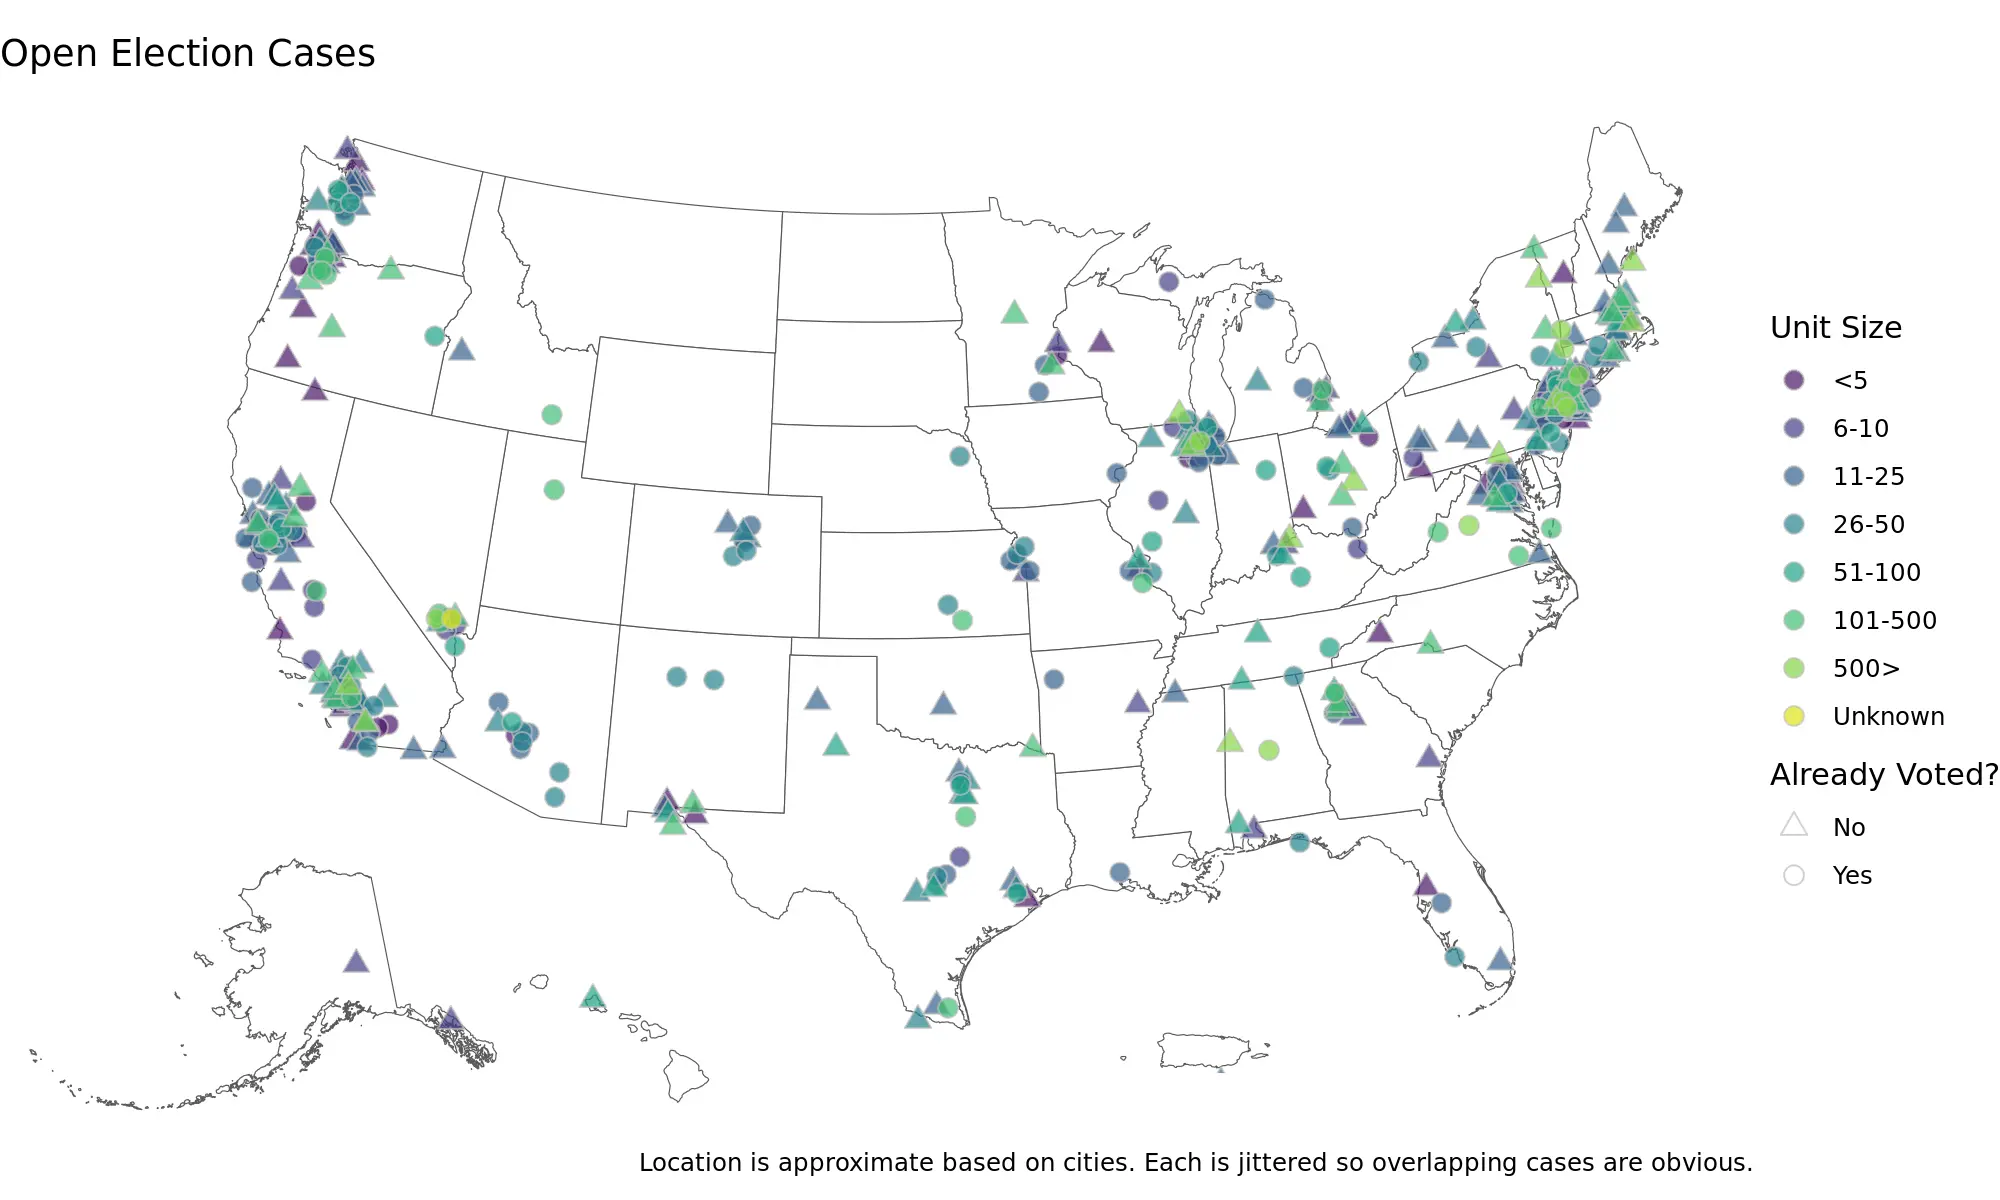 Open Election Cases
Unit Size
<5
6-10
11-25
26-50
51-100
101-500
500>
Unknown
Already Voted?
No
Yes
Location is approximate based on cities. Each is jittered so overlapping cases are obvious.